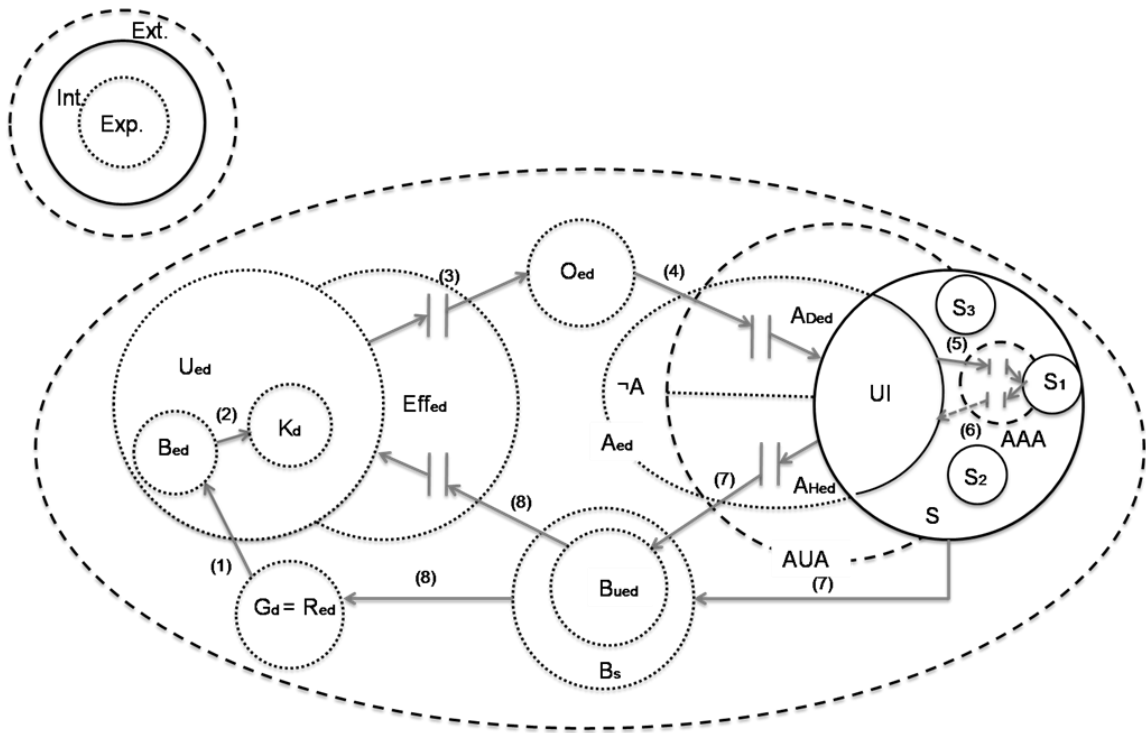 Ext.
Int.
Exp.
(3)
Oed
(4)
ADed
S3
(5)
Ued
Effed
¬A
UI
S1
(2)
Kd
Bed
Aed
(6)
AAA
(7)
AHed
S2
(8)
S
AUA
(1)
(8)
Bued
(7)
Gd = Red
Bs